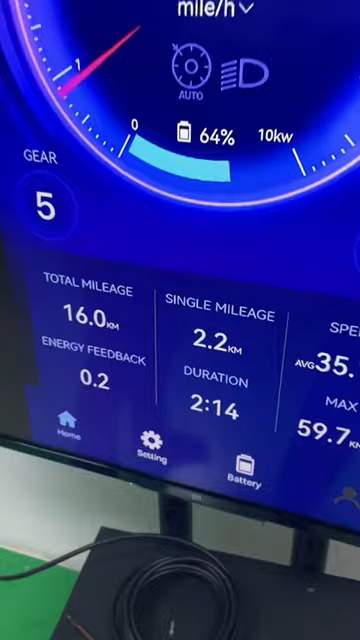 mile/h
AUTO
1
0
64%
10kw
GEAR
5
TOTAL MILEAGE
16.0KM
ENERGY FEEDBACK
0.2
SINGLE MILEAGE
2.2KM
DURATION
2:14
AVG35.
MAX
59.7
Home
Setting
Battery